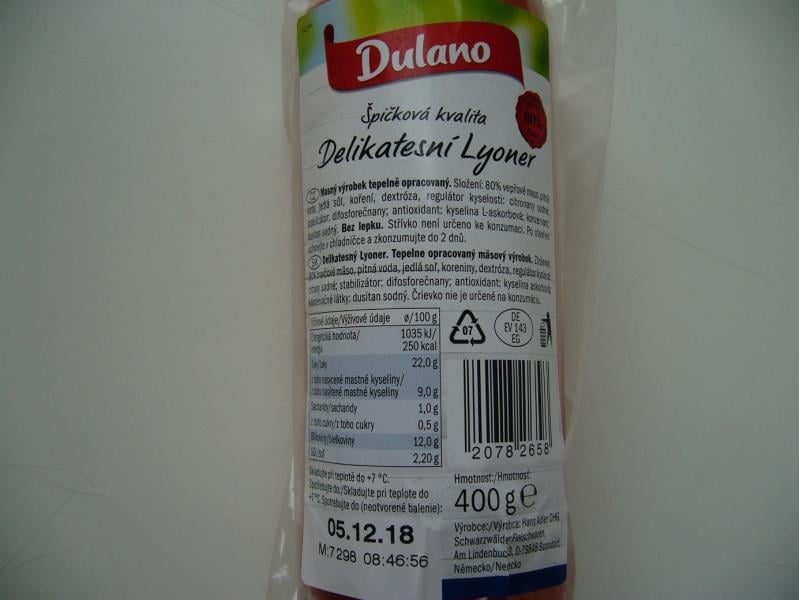 Dulano
Špičková kvalita
80%
Delikatesní Lyoner
CZ Masný výrobek tepelně opracovaný. Složení: 80% vepřové maso, pitná
voda, jedlá sůl, koření, dextróza, regulátor kyselosti: citronany sodné;
stabilizátor: difosforečnany; antioxidant: kyselina L-askorbová; konzervant:
dusitan sodný. Bez lepku. Střívko není určeno ke konzumaci. Po otevření
uchovejte v chladničce a zkonzumujte do 2 dnů.
SK Delikatesný Lyoner. Tepelne opracovaný mäsový výrobok. Zloženie:
80% bravčové mäso, pitná voda, jedlá soľ, koreniny, dextróza, regulátor kyslosti:
citrany sodné; stabilizátor: difosforečnany; antioxidant: kyselina askorbová;
konzervačné látky: dusitan sodný. Črievko nie je určené na konzumáciu.
Výživové údaje/Výživové údaje ø/100 g
Energetická hodnota/ 1035 kJ/
energia 250 kcal
Tuky/tuky 22,0 g
z toho nasycené mastné kyseliny/
z toho nasýtené mastné kyseliny 9,0 g
Sacharidy/sacharidy 1,0 g
z toho cukry/z toho cukry 0,5 g
Bílkoviny/bielkoviny 12,0 g
Sůl/soľ 2,20 g
07
DE
EV 143
EG
2078 2658
Skladujte při teplotě do +7 °C.
Spotřebujte do:/Skladujte pri teplote do
+7 °C. Spotrebujte do (neotvorené balenie):
05.12.18
M:7298 08:46:56
Hmotnost:/Hmotnosť:
400 g e
Výrobce:/Výrobca: Hans Adler OHG
Schwarzwälder Fleischwaren,
Am Lindenbuck 3, D-79848 Bonndorf,
Německo/Nemecko